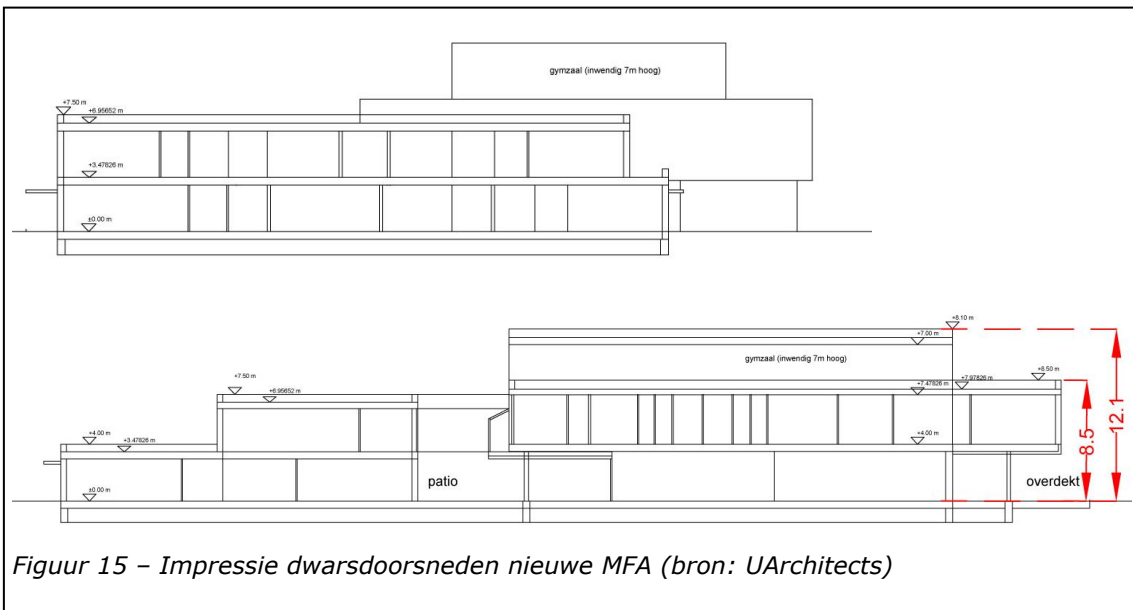 gymzaal (inwendig 7m hoog)
+7.50 m
+6.95652 m
+3.47826 m
±0.00 m
+8.10 m
+7.00 m
gymzaal (inwendig 7m hoog)
+7.50 m
+6.95652 m
+7.47826 m
+7.97826 m
+8.50 m
+4.00 m
+3.47826 m
+4.00 m
8.5
12.1
patio
overdekt
±0.00 m
Figuur 15 – Impressie dwarsdoorsneden nieuwe MFA (bron: UArchitects)